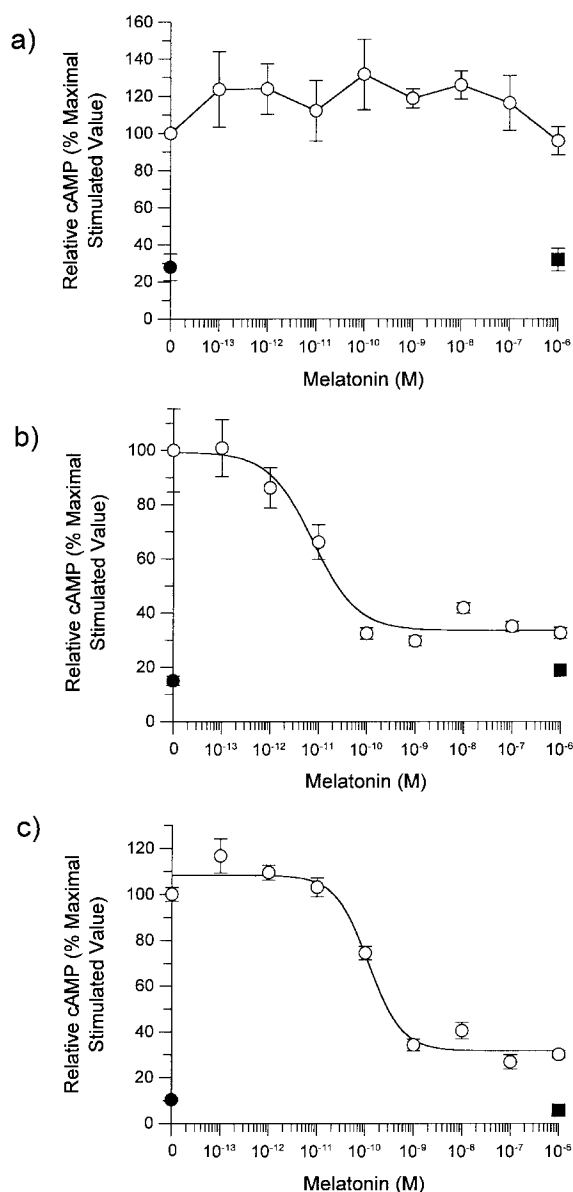 a)
Relative cAMP (% Maximal
Stimulated Value)
160
140
120
100
80
60
40
20
0
0 10⁻¹³ 10⁻¹² 10⁻¹¹ 10⁻¹⁰ 10⁻⁹ 10⁻⁸ 10⁻⁷ 10⁻⁶
Melatonin (M)
b)
Relative cAMP (% Maximal
Stimulated Value)
100
80
60
40
20
0
0 10⁻¹³ 10⁻¹² 10⁻¹¹ 10⁻¹⁰ 10⁻⁹ 10⁻⁸ 10⁻⁷ 10⁻⁶
Melatonin (M)
c)
Relative cAMP (% Maximal
Stimulated Value)
120
100
80
60
40
20
0
0 10⁻¹³ 10⁻¹² 10⁻¹¹ 10⁻¹⁰ 10⁻⁹ 10⁻⁸ 10⁻⁷ 10⁻⁶
Melatonin (M)